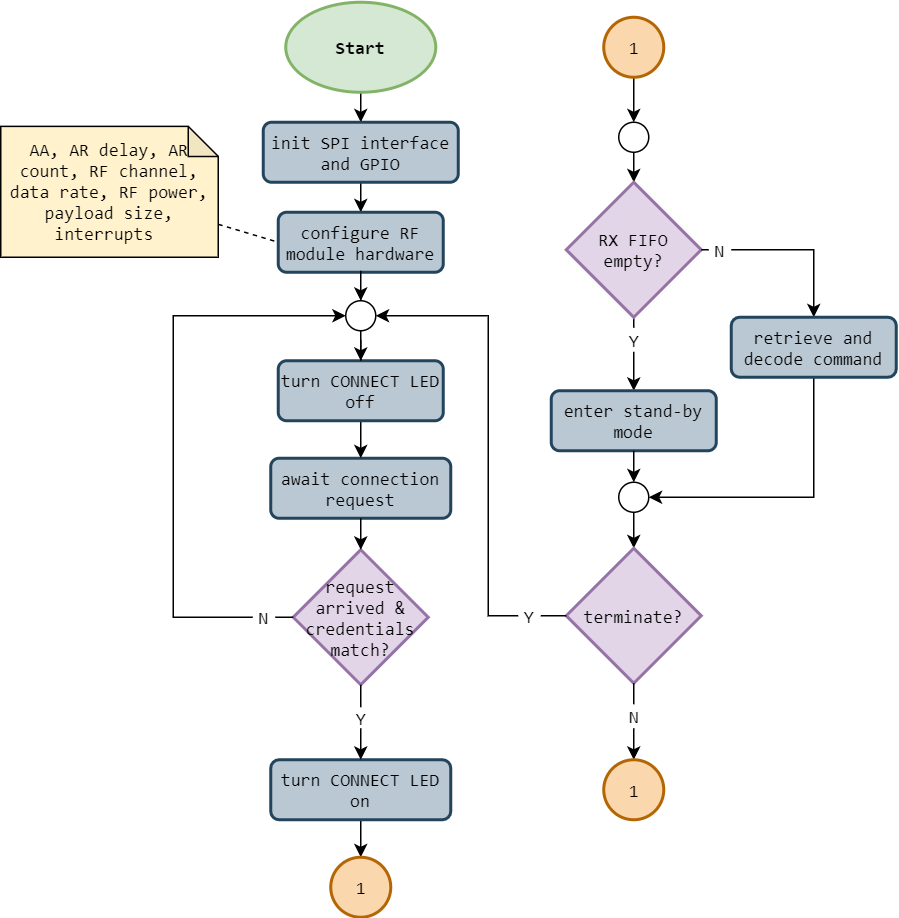 Start
init SPI interface
and GPIO
AA, AR delay, AR
count, RF channel,
data rate, RF power,
payload size,
interrupts
configure RF
module hardware
turn CONNECT LED
off
await connection
request
request
arrived &
credentials
match?
N
Y
turn CONNECT LED
on
1
1
RX FIFO
empty?
N
Y
retrieve and
decode command
enter stand-by
mode
terminate?
Y
N
1